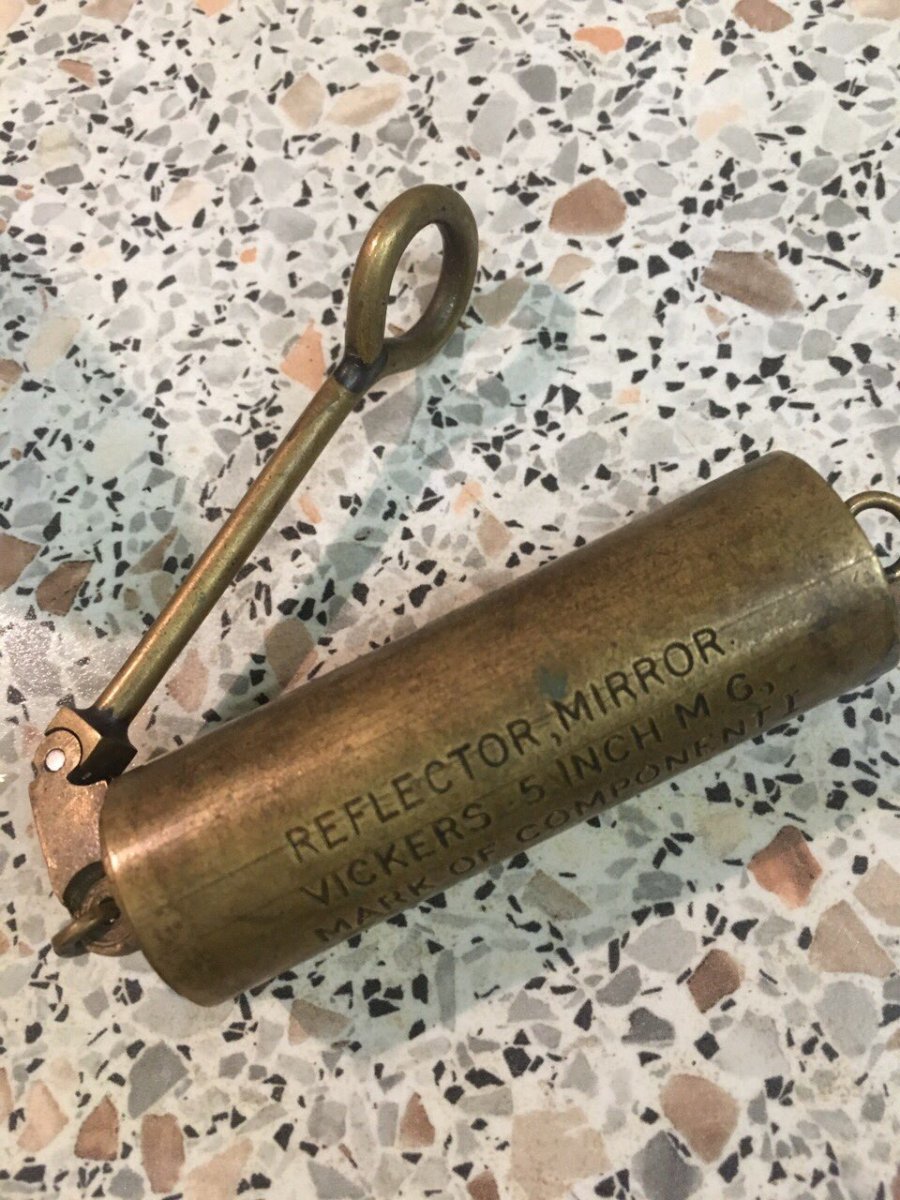 REFLECTOR, MIRROR.
VICKERS .5 INCH M G,
MARK OF COMPONENT I